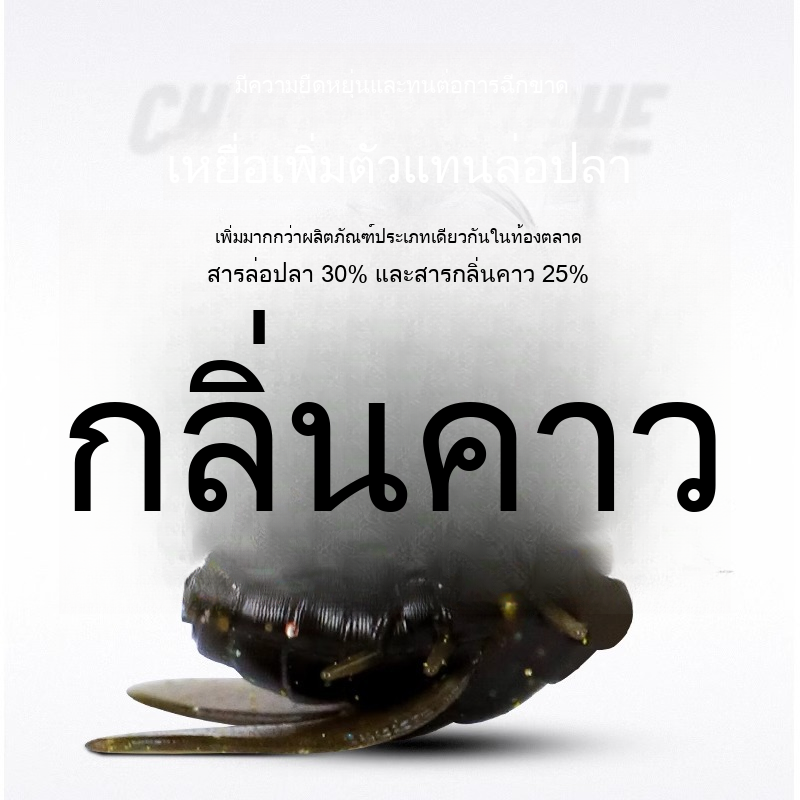 มีความยืดหยุ่นและทนต่อการฉีกขาด
เหยื่อเพิ่มตัวแทนล่อปลา
เพิ่มมากกว่าผลิตภัณฑ์ประเภทเดียวกันในท้องตลาด
สารล่อปลา 30% และสารกลิ่นคาว 25%
กลิ่นคาว